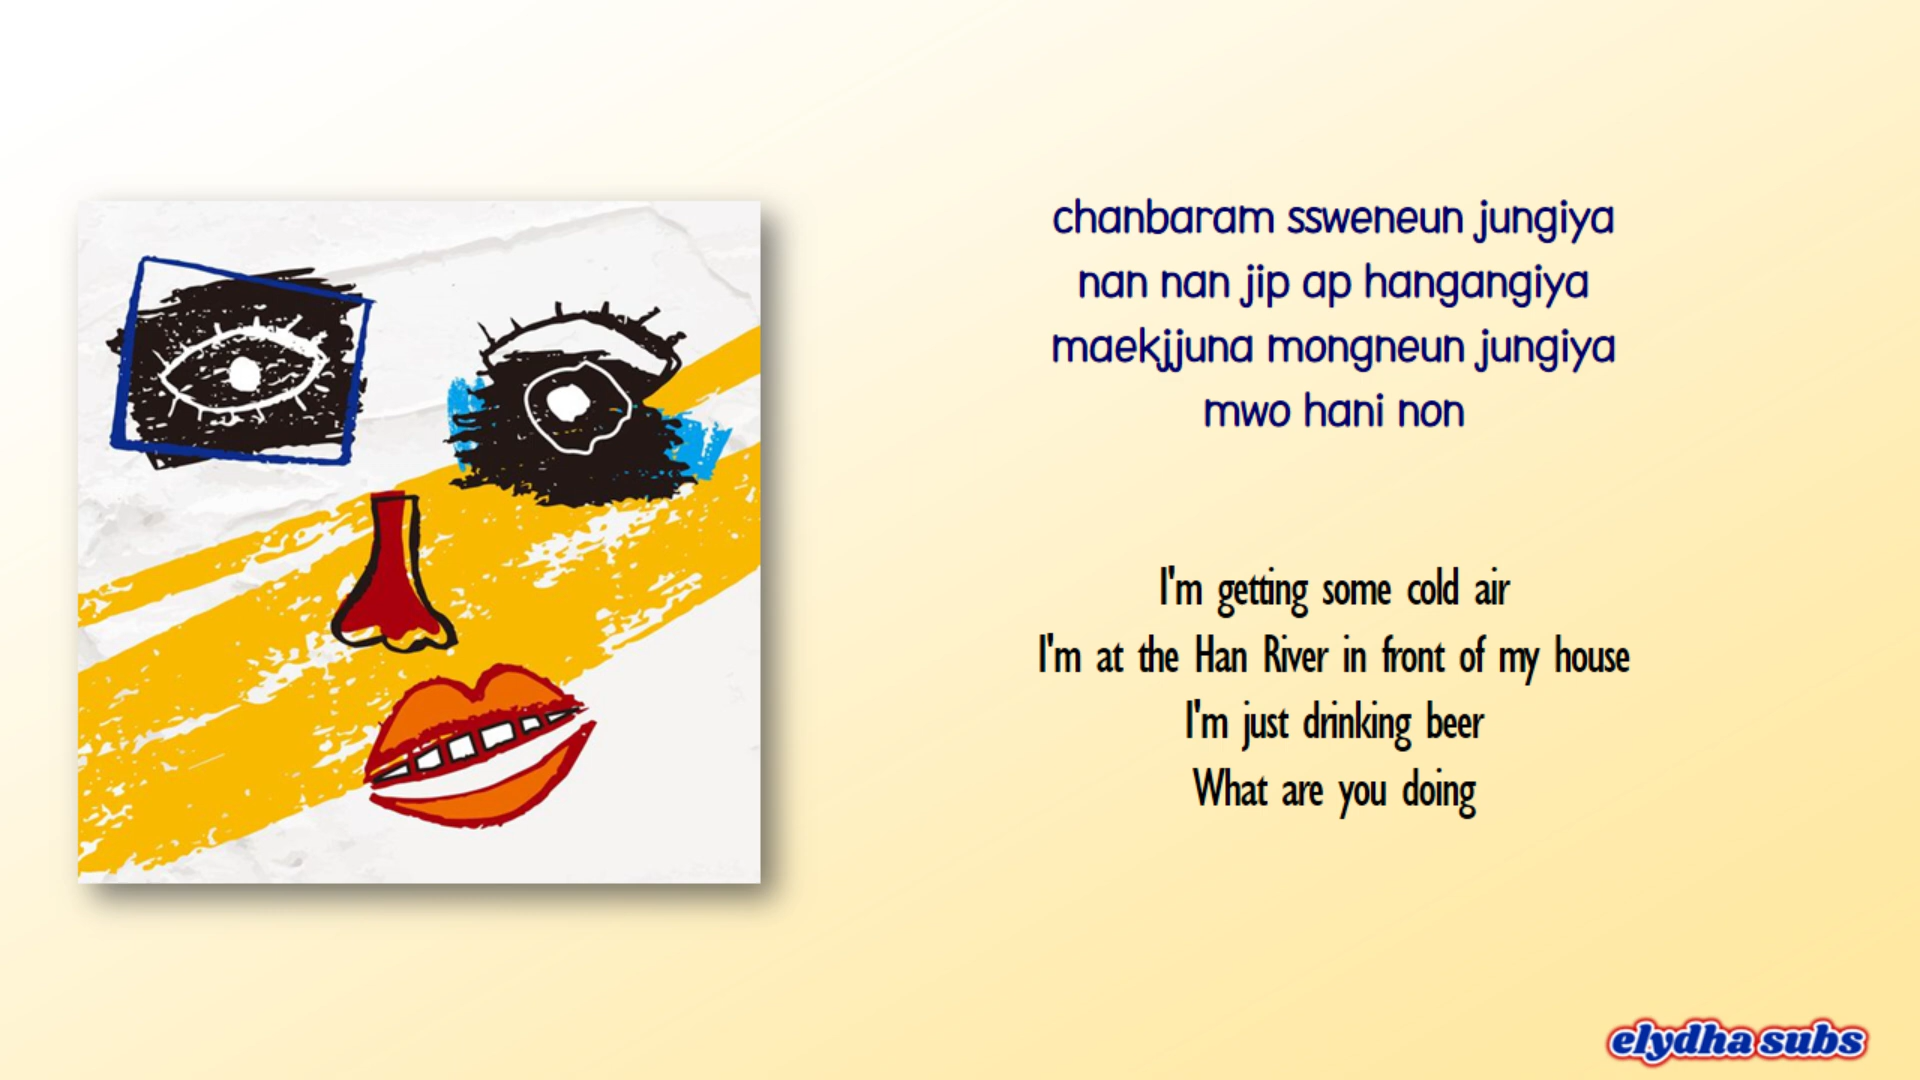 chanbaram ssweneun jungiya
nan nan jip ap hangangiya
maekjjuna mongneun jungiya
mwo hani non
I'm getting some cold air
I'm at the Han River in front of my house
I'm just drinking beer
What are you doing
elydha subs